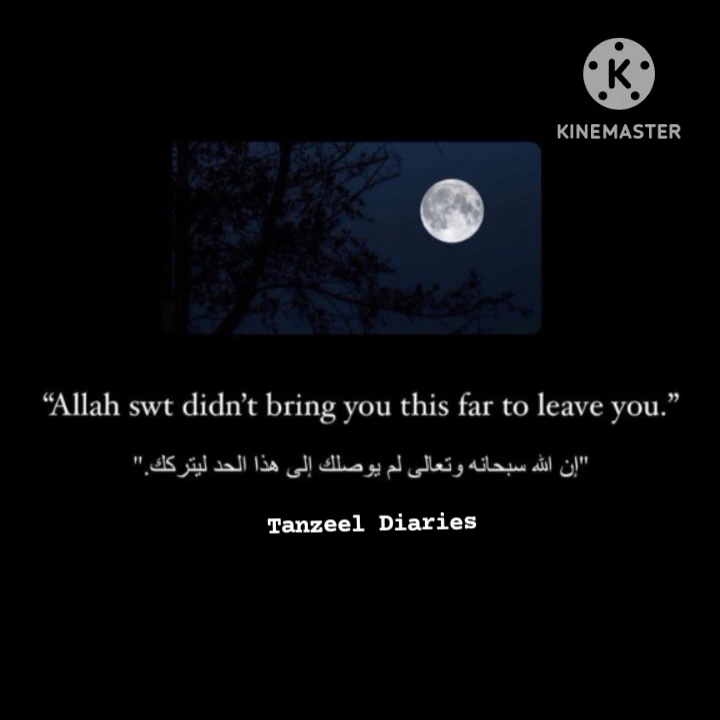 K
KINEMASTER
“Allah swt didn’t bring you this far to leave you.”
"إن الله سبحانه وتعالى لم يوصلك إلى هذا الحد ليتركك."
Tanzeel Diaries